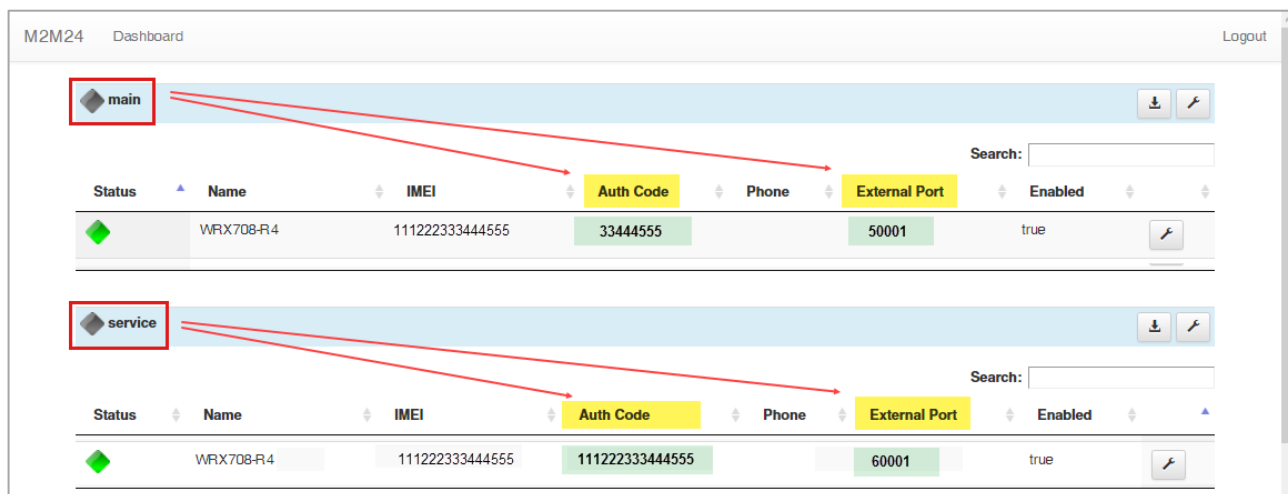 M2M24 Dashboard Logout
main
Search:
Status Name IMEI Auth Code Phone External Port Enabled
WRX708-R4 111222333444555 33444555 50001 true
service
Search:
Status Name IMEI Auth Code Phone External Port Enabled
WRX708-R4 111222333444555 111222333444555 60001 true